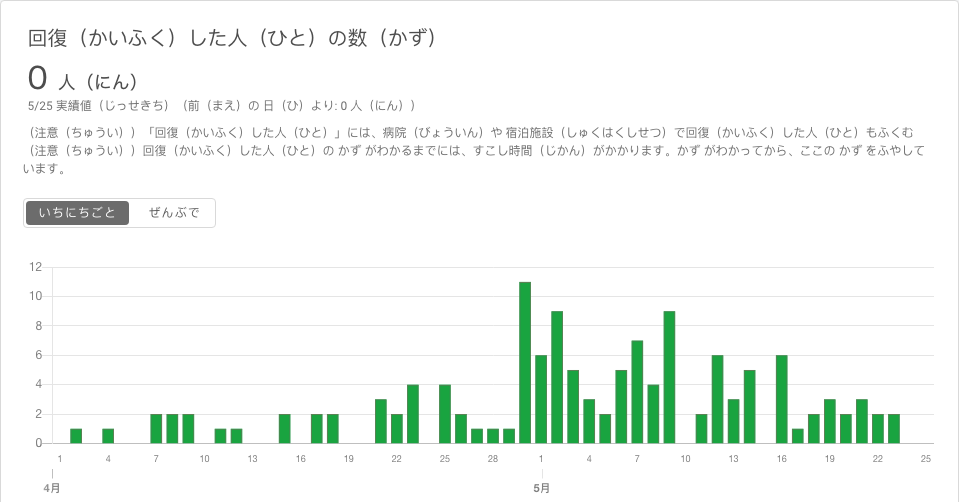 回復（かいふく）した人（ひと）の数（かず）
0 人（にん）
5/25 実績値（じっせきち）（前（まえ）の 日（ひ）より: 0 人（にん））
（注意（ちゅうい））「回復（かいふく）した人（ひと）」には、病院（びょういん）や 宿泊施設（しゅくはくしせつ）で回復（かいふく）した人（ひと）もふくむ
（注意（ちゅうい））回復（かいふく）した人（ひと）の かず がわかるまでには、すこし時間（じかん）がかかります。かず がわかってから、ここの かず をふやして
います。
いちにちごと ぜんぶで
12
10
8
6
4
2
0
1 4 7 10 13 16 19 22 25 28 1 4 7 10 13 16 19 22 25
4月 5月